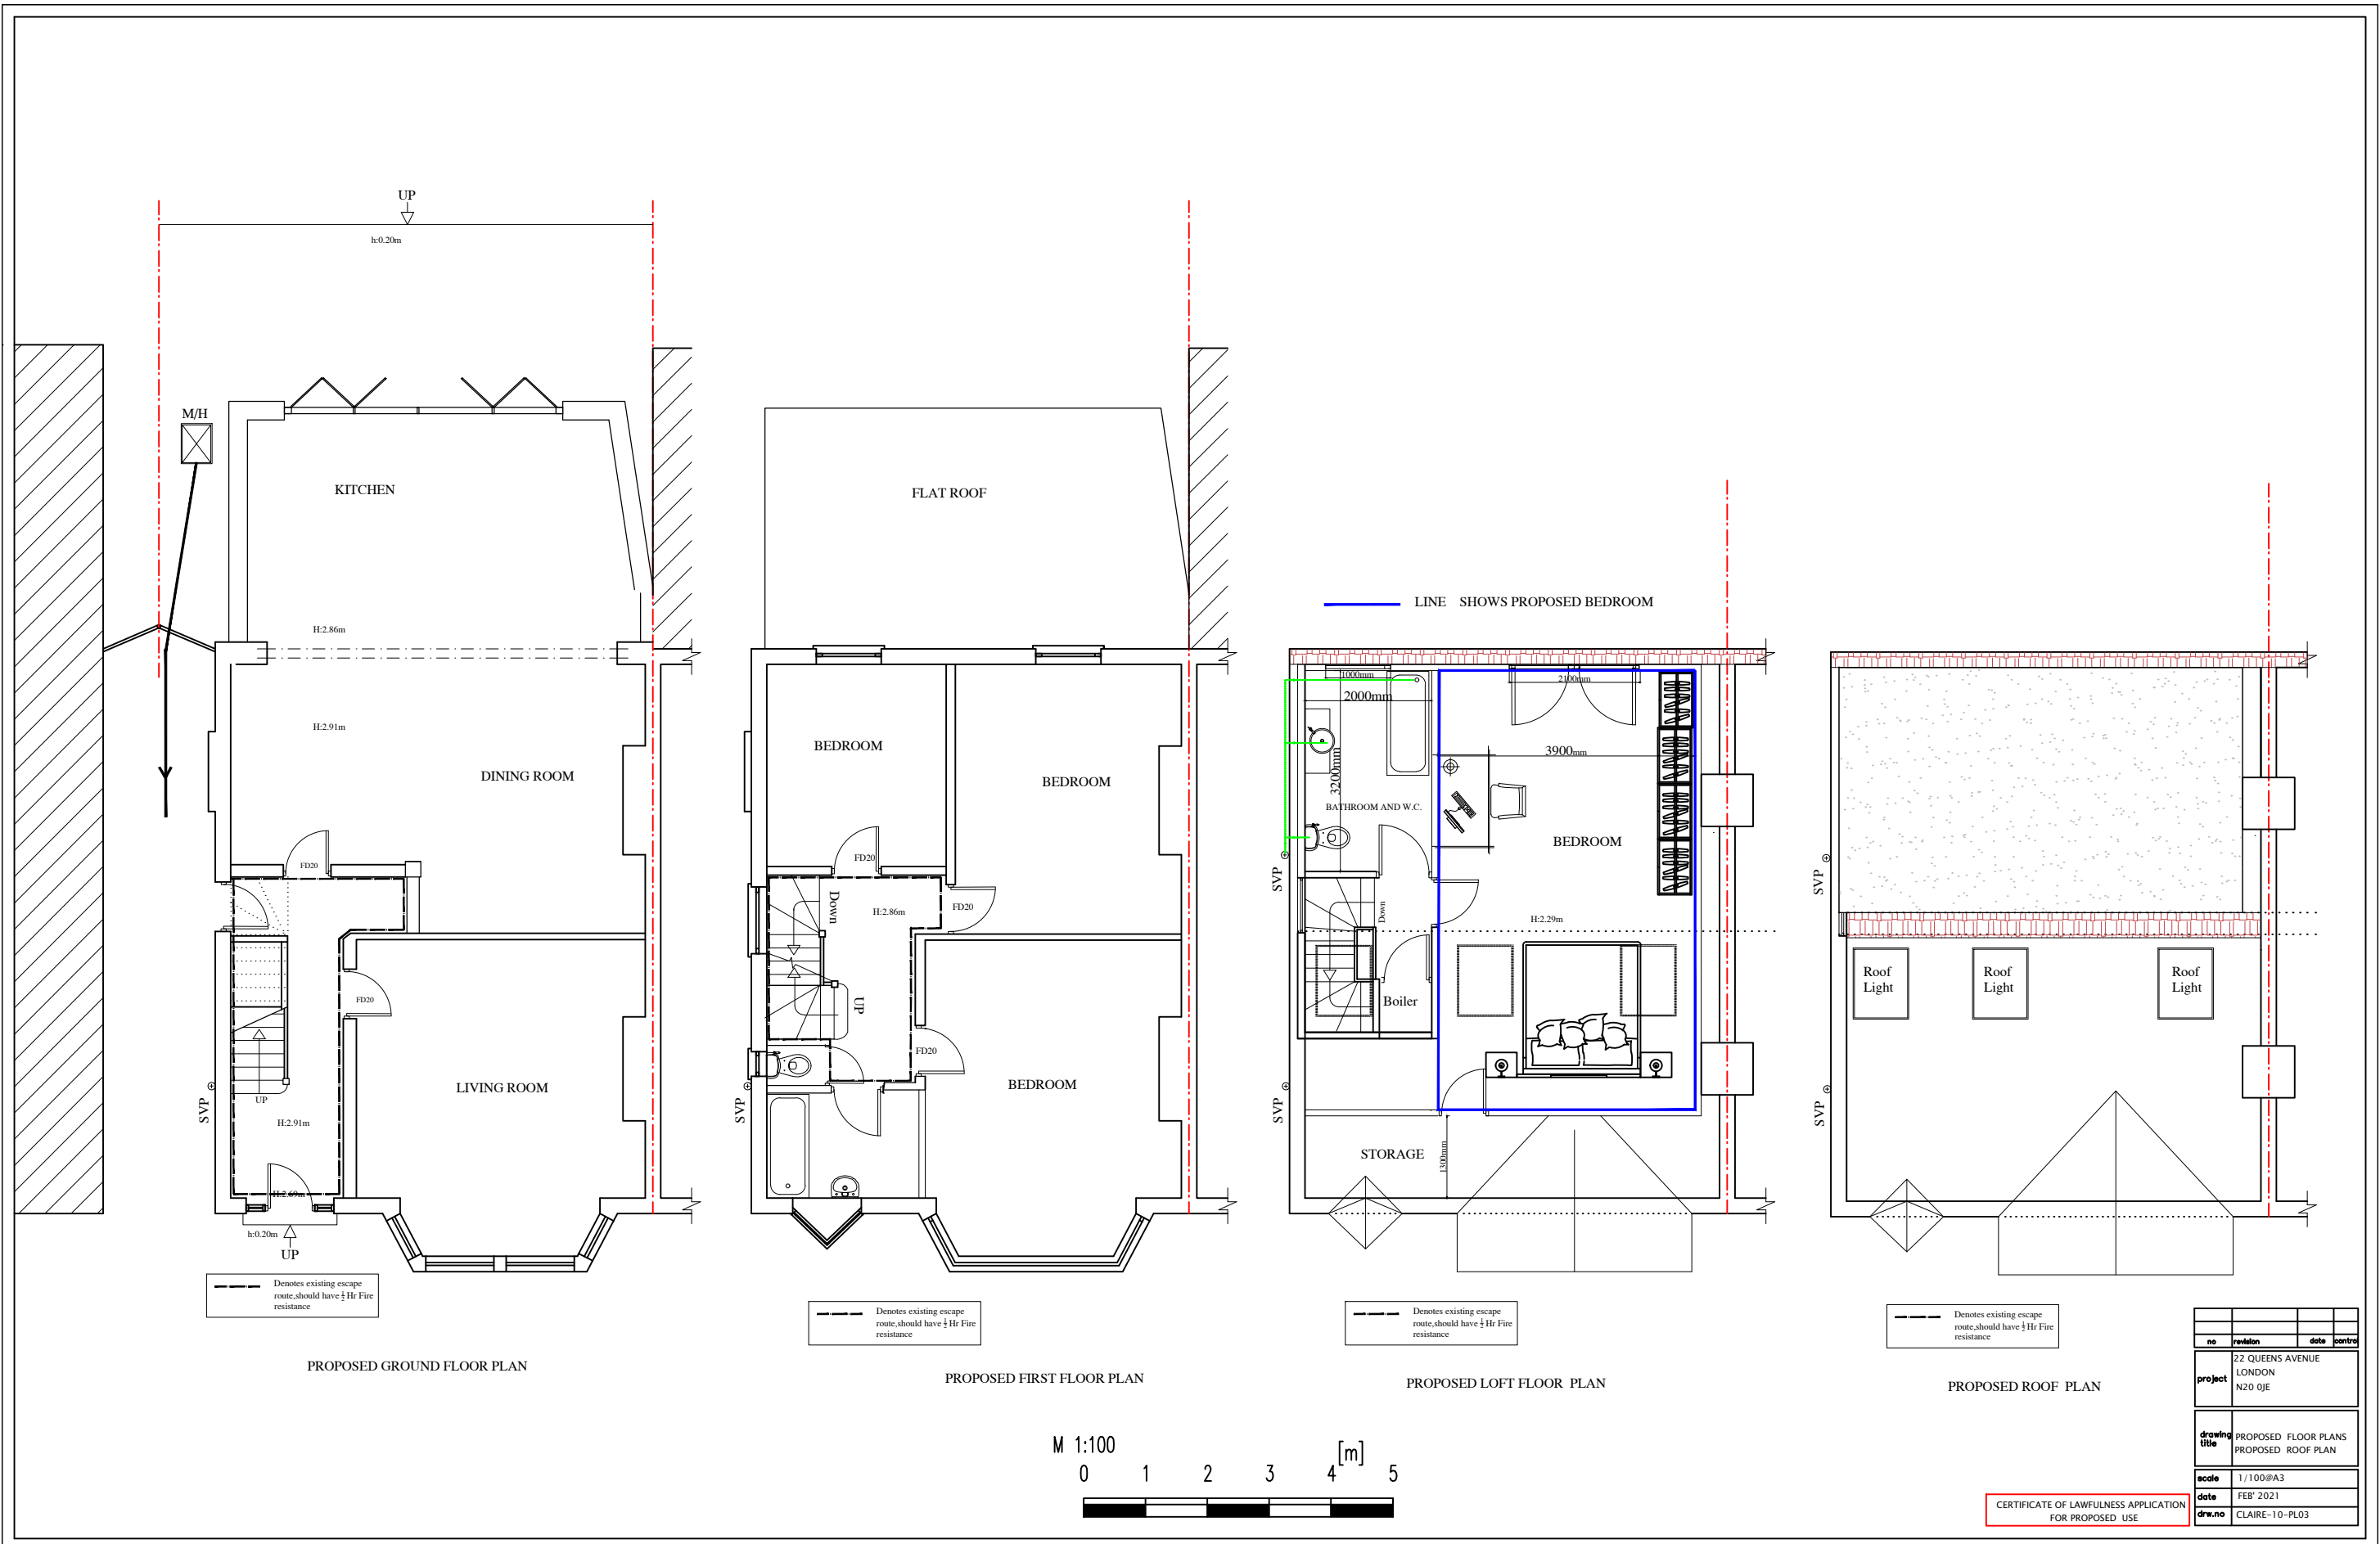 UP
h:0.20m
M/H
KITCHEN
H:2.86m
H:2.91m
DINING ROOM
FD20
FD20
LIVING ROOM
UP
SVP
H:2.91m
H:2.69m
h:0.20m
UP
Denotes existing escape
route,should have ½ Hr Fire
resistance
PROPOSED GROUND FLOOR PLAN
FLAT ROOF
BEDROOM
BEDROOM
FD20
Down
H:2.86m
FD20
UP
FD20
BEDROOM
SVP
Denotes existing escape
route,should have ½ Hr Fire
resistance
PROPOSED FIRST FLOOR PLAN
LINE SHOWS PROPOSED BEDROOM
1000mm
2100mm
2000mm
3900mm
3200mm
BATHROOM AND W.C.
BEDROOM
SVP
Down
H:2.29m
Boiler
SVP
STORAGE
1300mm
Denotes existing escape
route,should have ½ Hr Fire
resistance
PROPOSED LOFT FLOOR PLAN
SVP
Roof
Light
Roof
Light
Roof
Light
SVP
Denotes existing escape
route,should have ½ Hr Fire
resistance
PROPOSED ROOF PLAN
M 1:100
[m]
0 1 2 3 4 5
no revision date control
project
22 QUEENS AVENUE
LONDON
N20 0JE
drawing
title
PROPOSED FLOOR PLANS
PROPOSED ROOF PLAN
scale 1/100@A3
date FEB' 2021
drw.no CLAIRE-10-PL03
CERTIFICATE OF LAWFULNESS APPLICATION
FOR PROPOSED USE